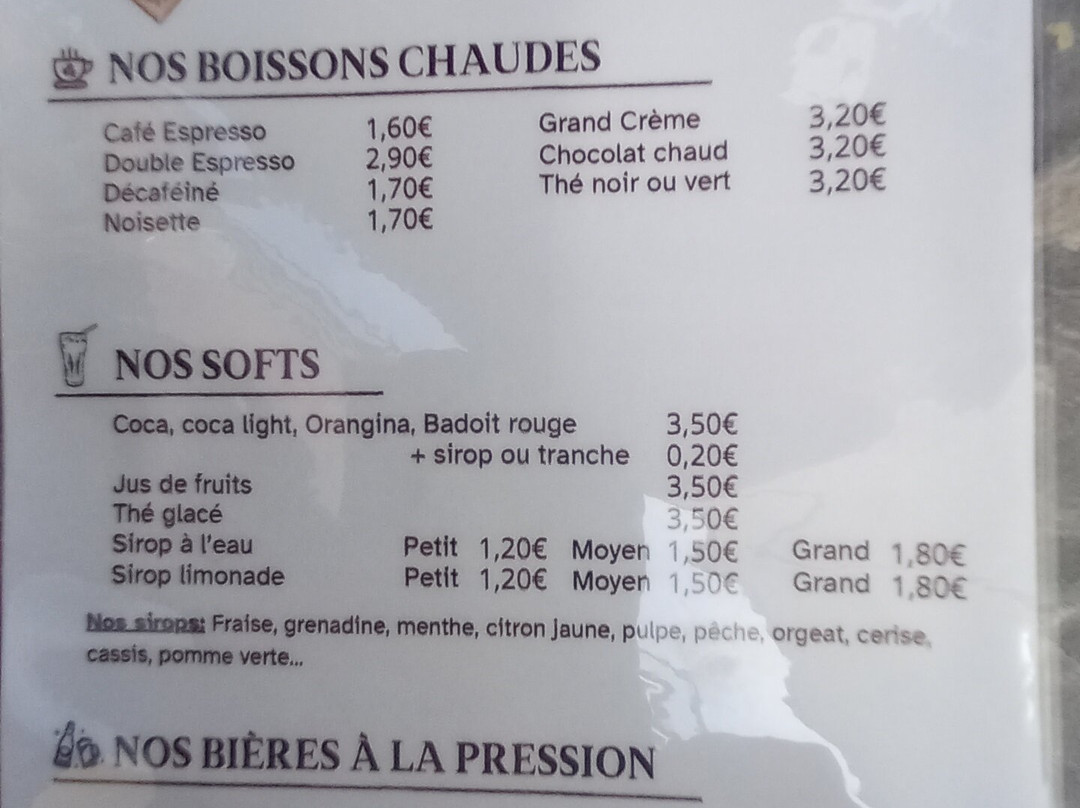 NOS BOISSONS CHAUDES
Café Espresso 1,60€ Grand Crème 3,20€
Double Espresso 2,90€ Chocolat chaud 3,20€
Décaféiné 1,70€ Thé noir ou vert 3,20€
Noisette 1,70€
NOS SOFTS
Coca, coca light, Orangina, Badoit rouge 3,50€
+ sirop ou tranche 0,20€
Jus de fruits 3,50€
Thé glacé 3,50€
Sirop à l'eau Petit 1,20€ Moyen 1,50€ Grand 1,80€
Sirop limonade Petit 1,20€ Moyen 1,50€ Grand 1,80€
Nos sirops: Fraise, grenadine, menthe, citron jaune, pulpe, pêche, orgeat, cerise,
cassis, pomme verte...
NOS BIÈRES À LA PRESSION